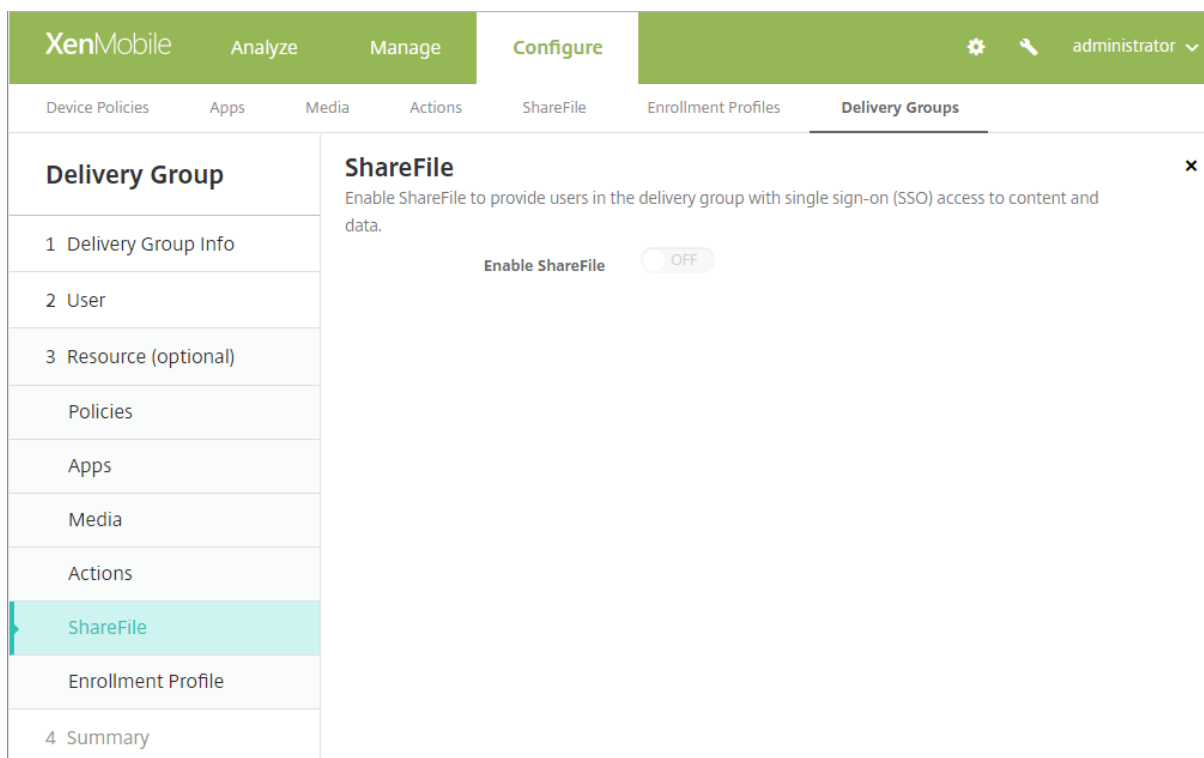 XenMobile Analyze Manage Configure administrator
Device Policies Apps Media Actions ShareFile Enrollment Profiles Delivery Groups
Delivery Group
1 Delivery Group Info
2 User
3 Resource (optional)
Policies
Apps
Media
Actions
ShareFile
Enrollment Profile
4 Summary
ShareFile
Enable ShareFile to provide users in the delivery group with single sign-on (SSO) access to content and
data.
Enable ShareFile OFF